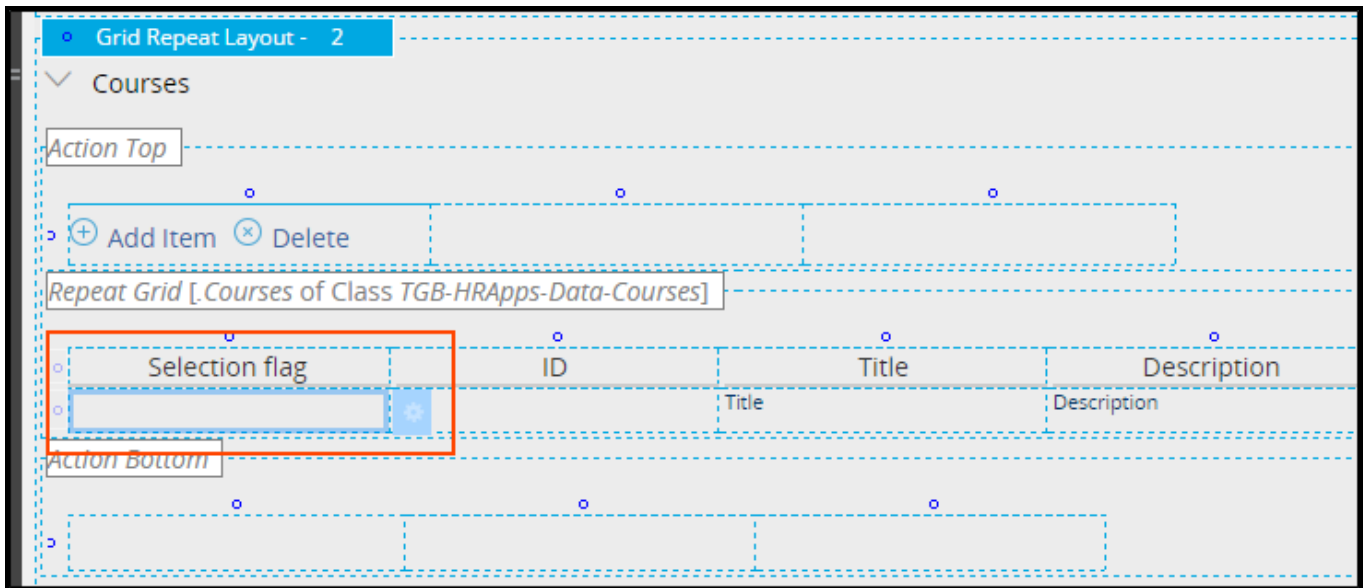 Grid Repeat Layout - 2
Courses
Action Top
Add Item Delete
Repeat Grid [.Courses of Class TGB-HRApps-Data-Courses]
Selection flag ID Title Description
Title Description
Action Bottom